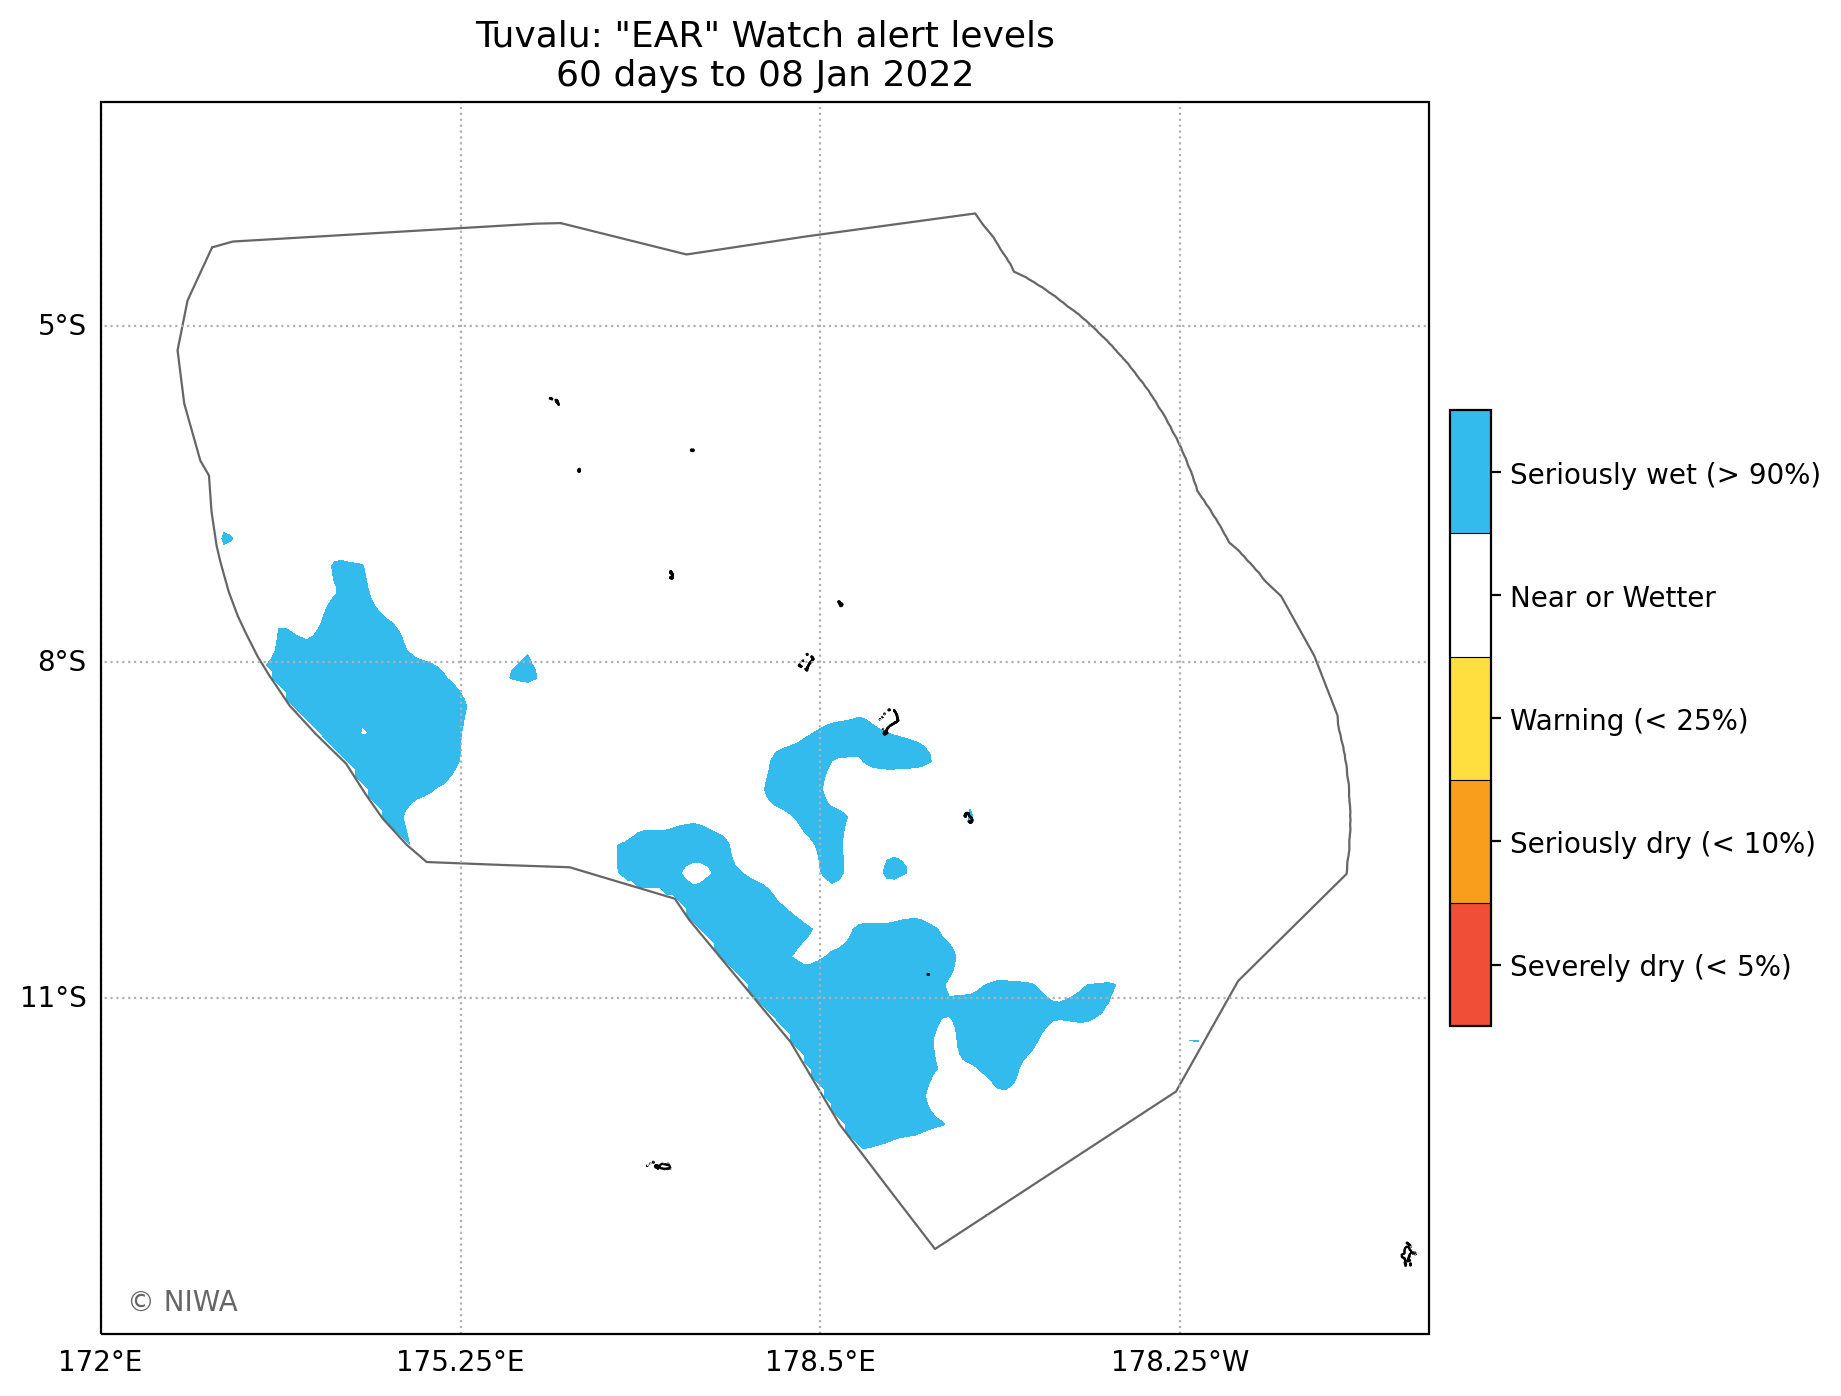 Tuvalu: "EAR" Watch alert levels
60 days to 08 Jan 2022
5°S
8°S
11°S
172°E
175.25°E
178.5°E
178.25°W
Seriously wet (> 90%)
Near or Wetter
Warning (< 25%)
Seriously dry (< 10%)
Severely dry (< 5%)
© NIWA